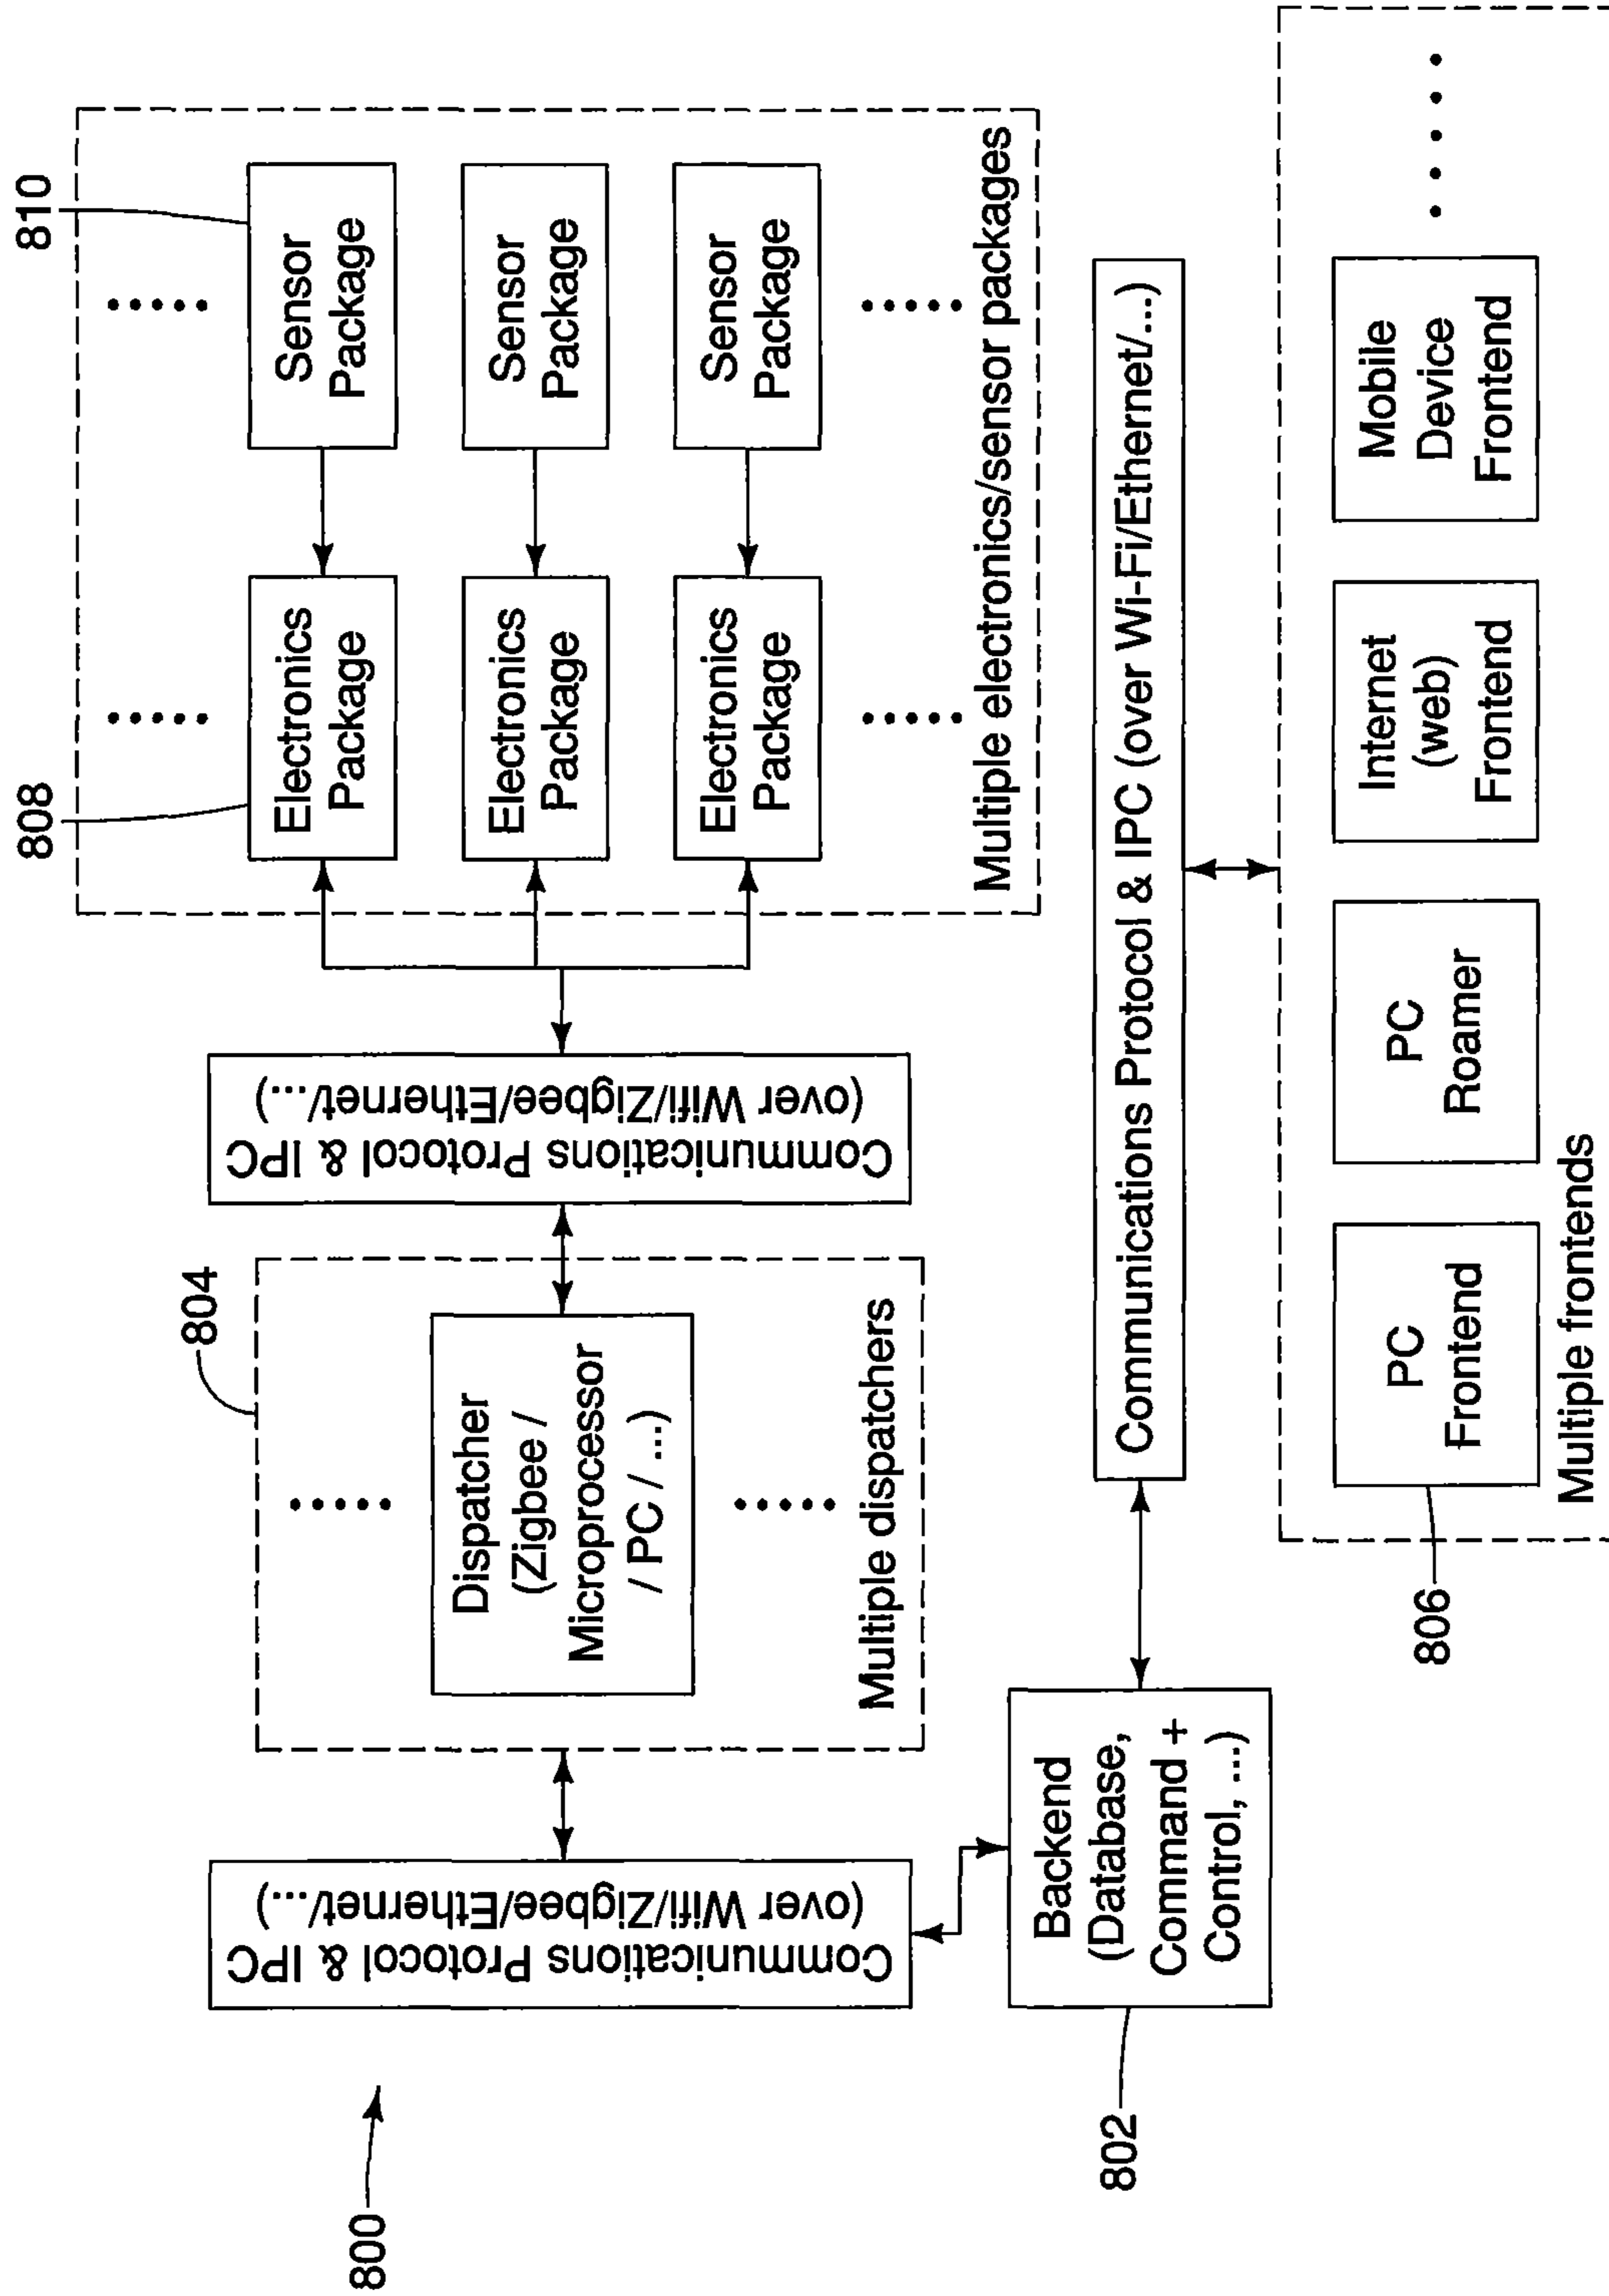 800
Communications Protocol & IPC
(over Wifi/Zigbee/Ethernet/...)
804
Dispatcher
(Zigbee /
Microprocessor
/ PC / ...)
Multiple dispatchers
Communications Protocol & IPC
(over Wifi/Zigbee/Ethernet/...)
808
810
Electronics
Package
Sensor
Package
Electronics
Package
Sensor
Package
Electronics
Package
Sensor
Package
Multiple electronics/sensor packages
802
Backend
(Database,
Command +
Control, ...)
Communications Protocol & IPC (over Wi-Fi/Ethernet/...)
806
PC
Frontend
PC
Roamer
Internet
(web)
Frontend
Mobile
Device
Frontend
Multiple frontends